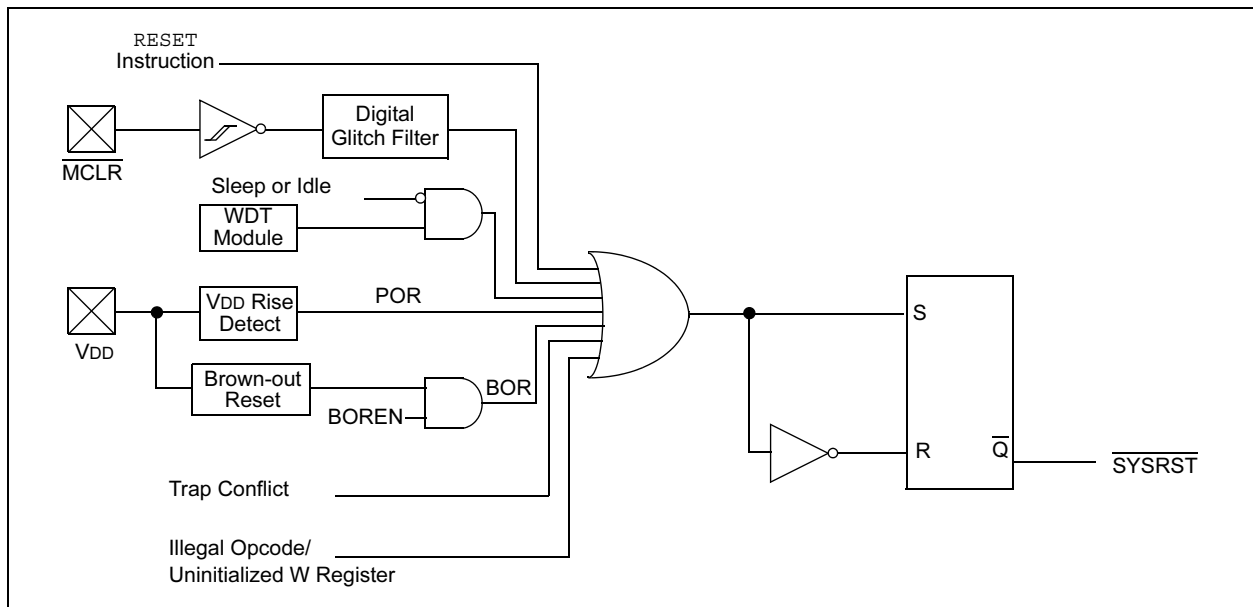 RESET
Instruction
Digital
Glitch Filter
MCLR
Sleep or Idle
WDT
Module
VDD
VDD Rise
Detect
POR
Brown-out
Reset
BOREN
BOR
Trap Conflict
Illegal Opcode/
Uninitialized W Register
S
R
Q
SYSRST